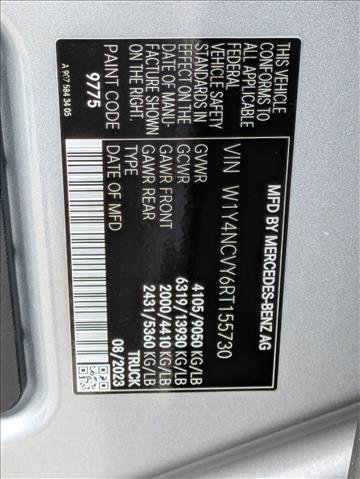 MFD BY MERCEDES-BENZ AG
VIN W1Y4NCVY6RT155730
GVWR 4105/9050 KG/LB
GCWR 6319/13930 KG/LB
GAWR FRONT 2000/4410 KG/LB
GAWR REAR 2431/5360 KG/LB
TYPE TRUCK
DATE OF MFD 08/2023
THIS VEHICLE
CONFORMS TO
ALL APPLICABLE
FEDERAL
VEHICLE SAFETY
STANDARDS IN
EFFECT ON THE
DATE OF MANU-
FACTURE SHOWN
ON THE RIGHT.
PAINT CODE
9775
A 907 584 34 05